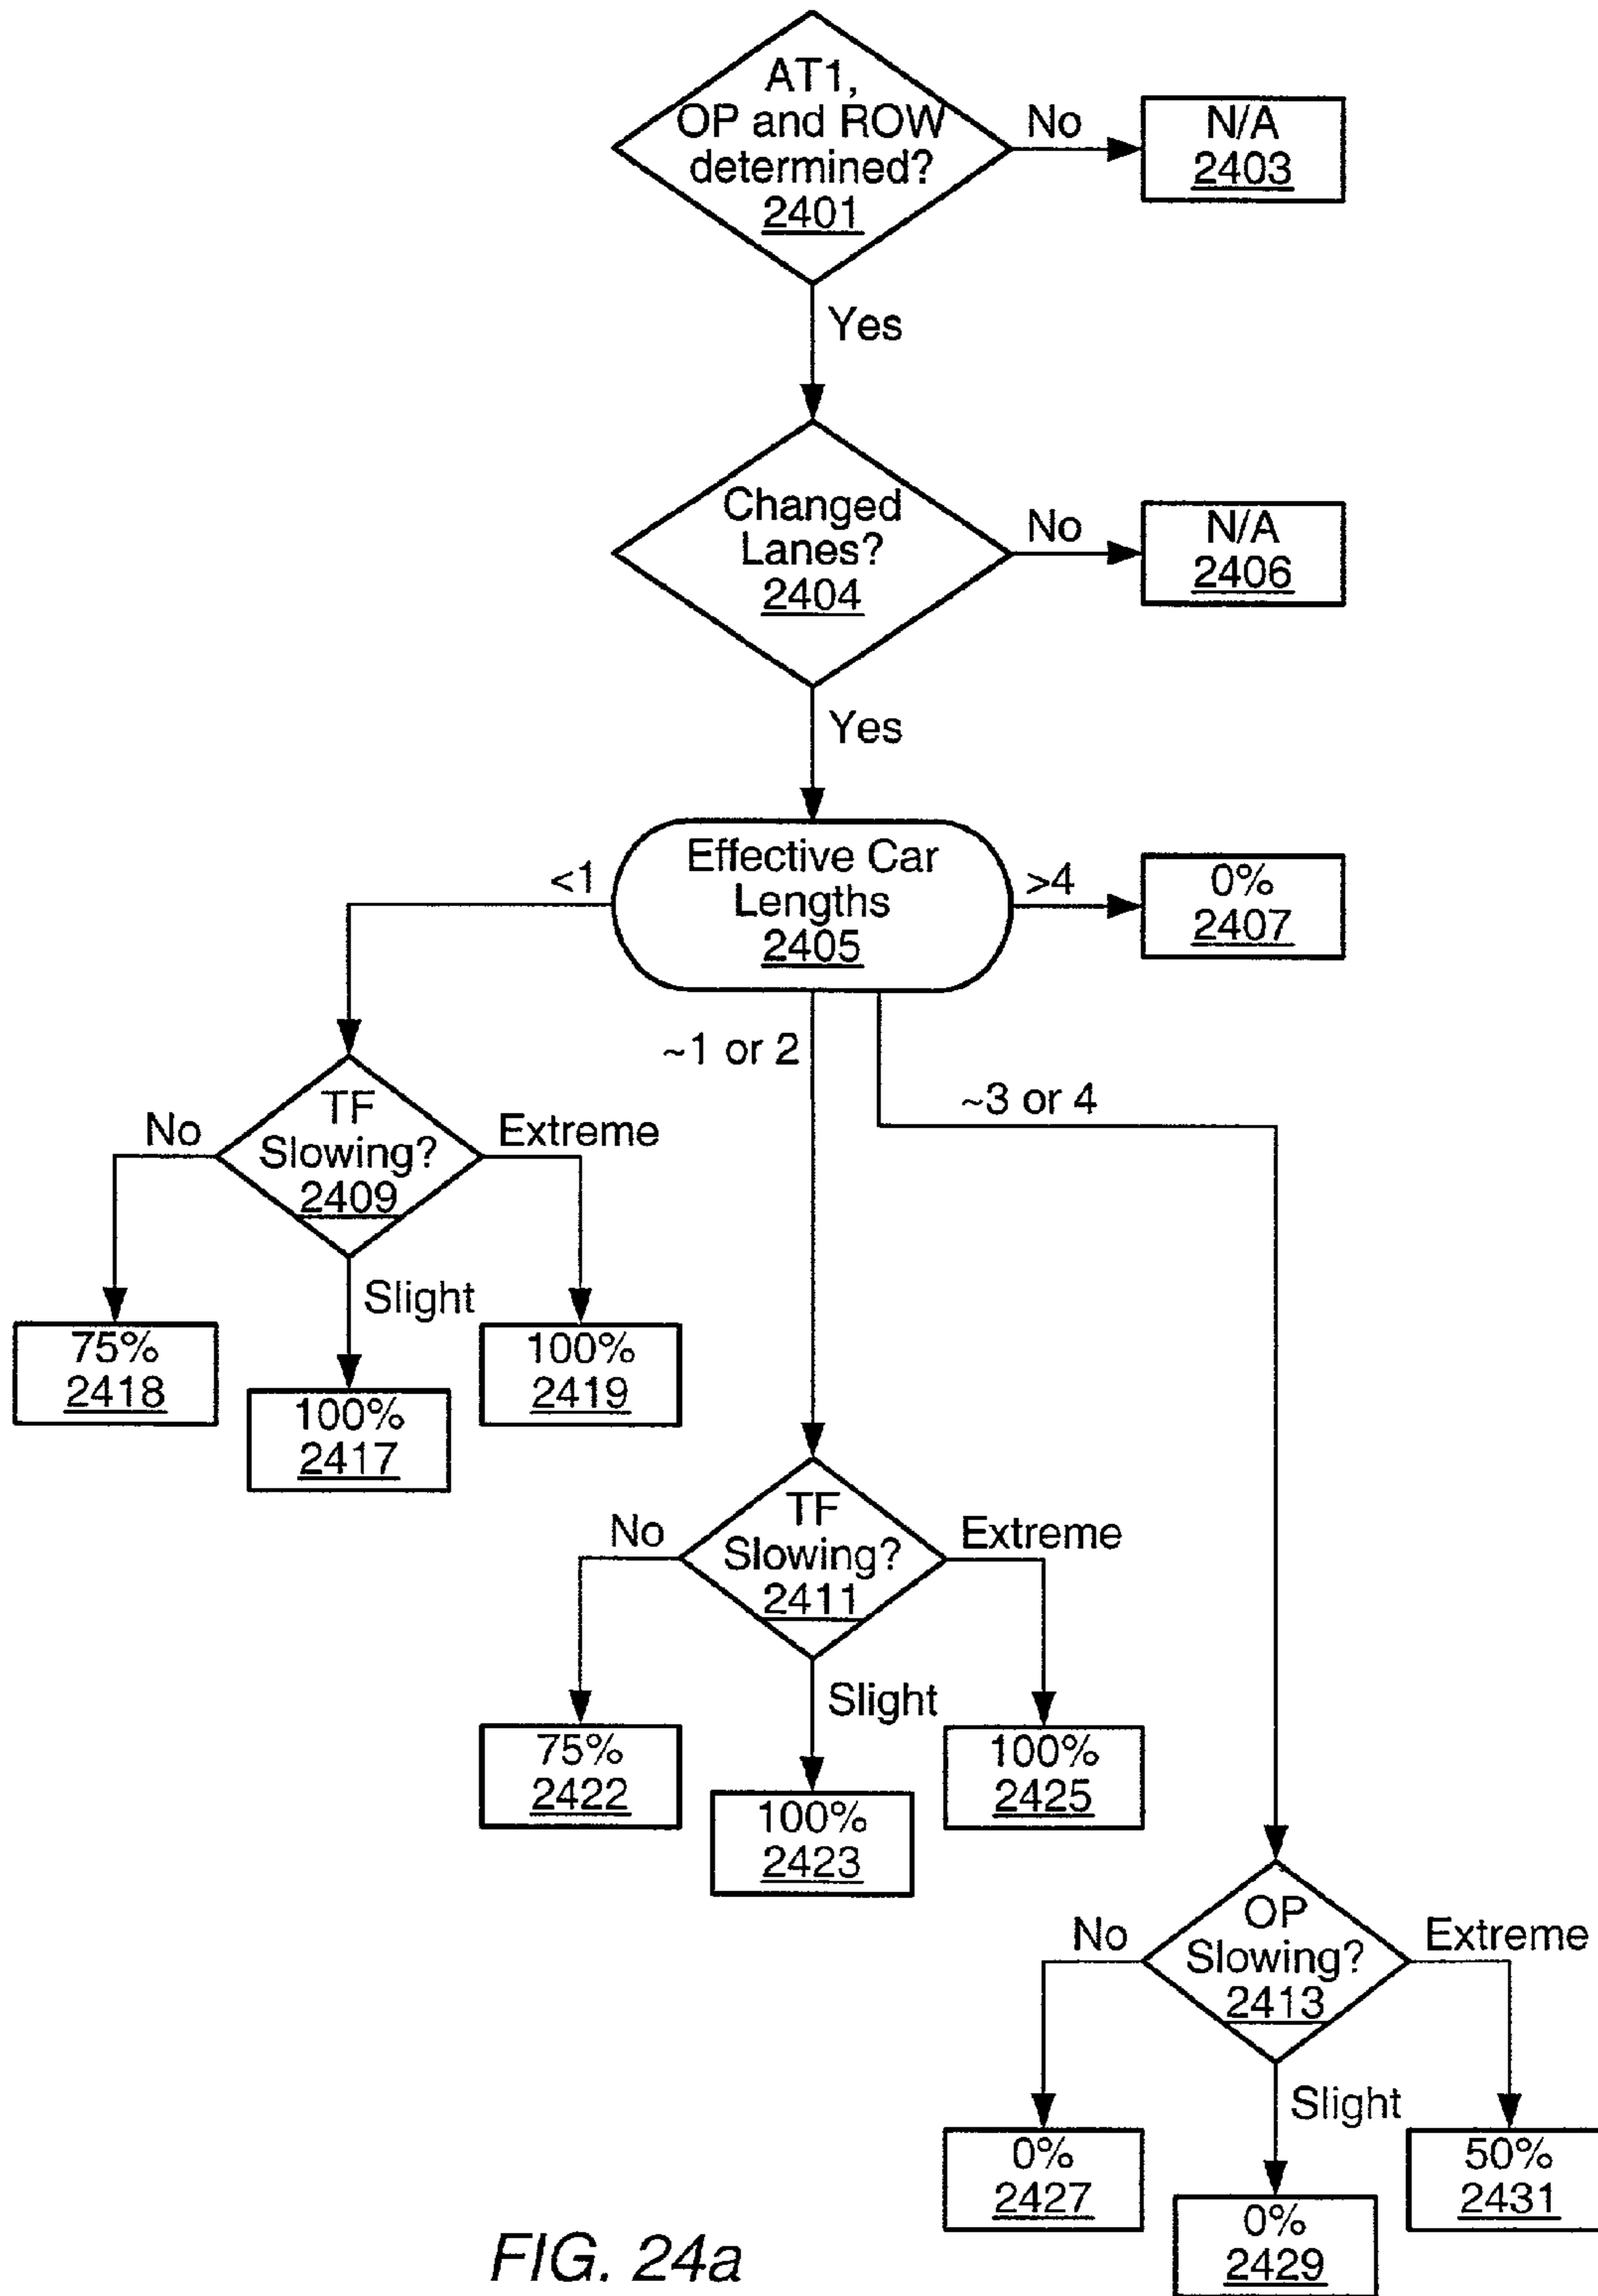 AT1,
OP and ROW
determined?
2401
No
N/A
2403
Yes
Changed
Lanes?
2404
No
N/A
2406
Yes
Effective Car
Lengths
2405
<1
>4
0%
2407
~1 or 2
~3 or 4
TF
Slowing?
2409
No
Extreme
Slight
75%
2418
100%
2417
100%
2419
TF
Slowing?
2411
No
Extreme
Slight
75%
2422
100%
2423
100%
2425
OP
Slowing?
2413
No
Extreme
Slight
0%
2427
0%
2429
50%
2431
FIG. 24a